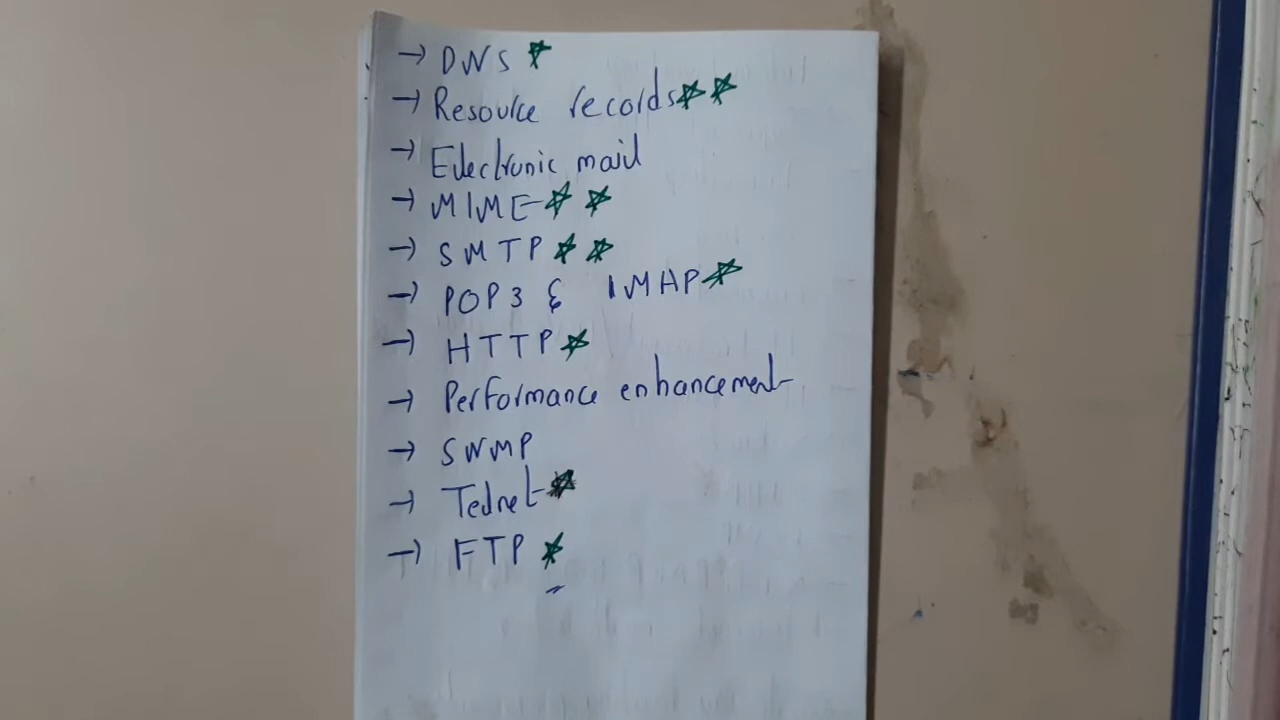 → DNS ☆
→ Resource records ☆ ☆
→ Electronic mail
→ MIME ☆ ☆
→ SMTP ☆ ☆
→ POP3 & IMAP ☆
→ HTTP ☆
→ Performance enhancement
→ SNMP
→ Telnet ☆
→ FTP ☆